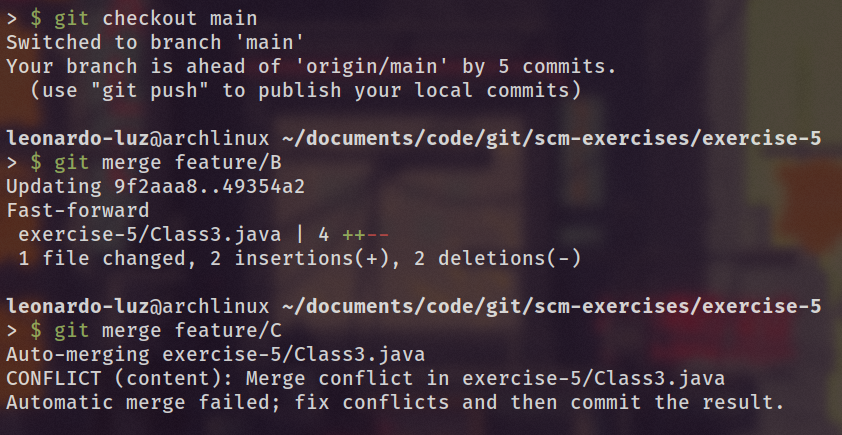 > $ git checkout main
Switched to branch 'main'
Your branch is ahead of 'origin/main' by 5 commits.
  (use "git push" to publish your local commits)

leonardo-luz@archlinux ~/documents/code/git/scm-exercises/exercise-5
> $ git merge feature/B
Updating 9f2aaa8..49354a2
Fast-forward
 exercise-5/Class3.java | 4 ++--
 1 file changed, 2 insertions(+), 2 deletions(-)

leonardo-luz@archlinux ~/documents/code/git/scm-exercises/exercise-5
> $ git merge feature/C
Auto-merging exercise-5/Class3.java
CONFLICT (content): Merge conflict in exercise-5/Class3.java
Automatic merge failed; fix conflicts and then commit the result.